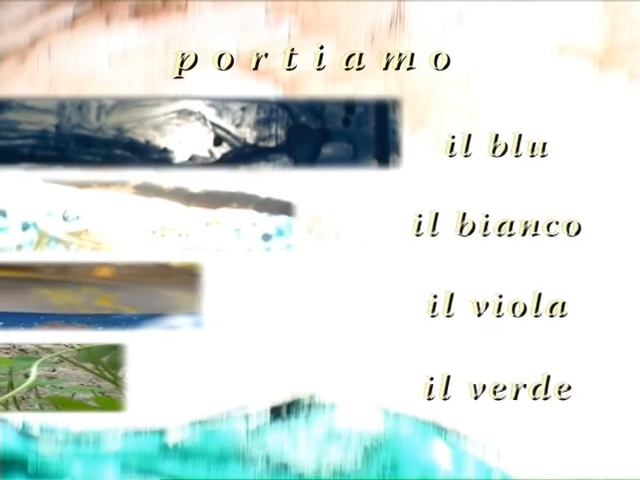 portiamo
il blu
il bianco
il viola
il verde